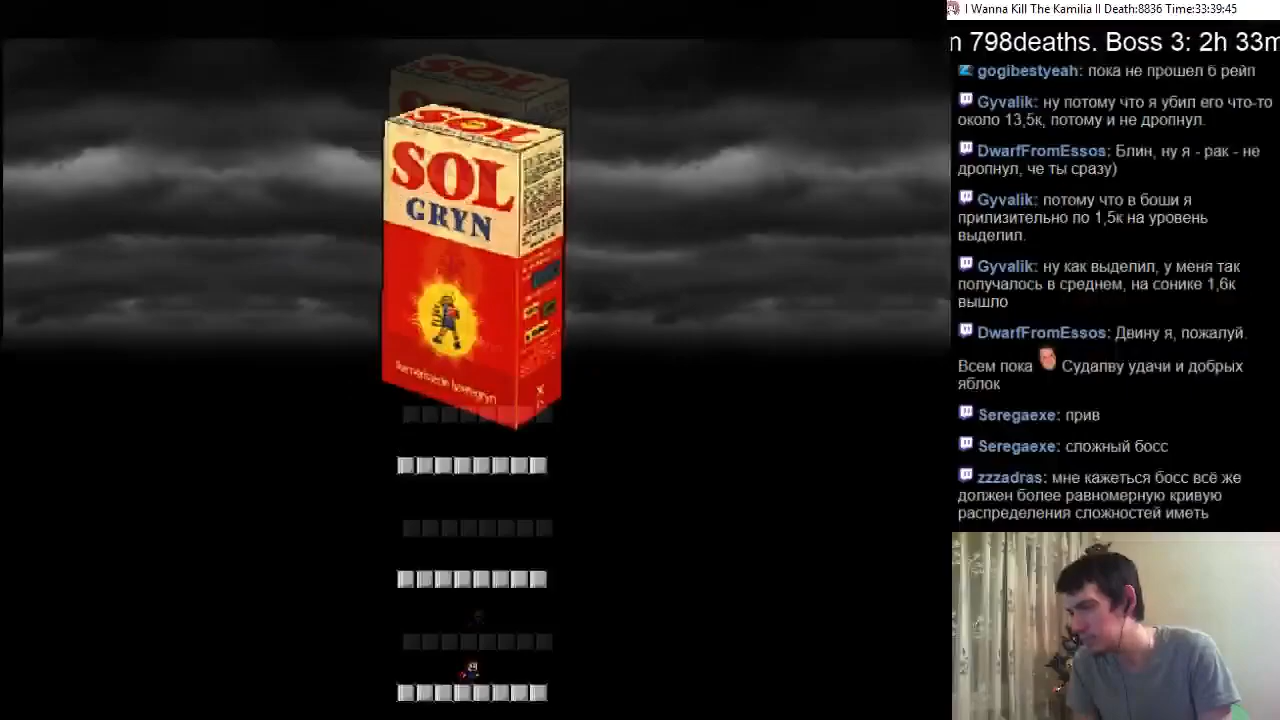 I Wanna Kill The Kamilia II Death:8836 Time:33:39:45
n 798deaths. Boss 3: 2h 33m
gogibestyeah: пока не прошел 6 рейп
Gyvalik: ну потому что я убил его что-то
около 13,5к, потому и не дропнул.
DwarfFromEssos: Блин, ну я - рак - не
дропнул, че ты сразу)
Gyvalik: потому что в боши я
прилизительно по 1,5к на уровень
выделил.
Gyvalik: ну как выделил, у меня так
получалось в среднем, на сонике 1,6к
вышло
DwarfFromEssos: Двину я, пожалуй.
Всем пока Судапву удачи и добрых
яблок
Seregaexe: прив
Seregaexe: сложный босс
zzzadras: мне кажеться босс всё же
должен более равномерную кривую
распределения сложностей иметь
SOL
SOL
SOL
GRYN